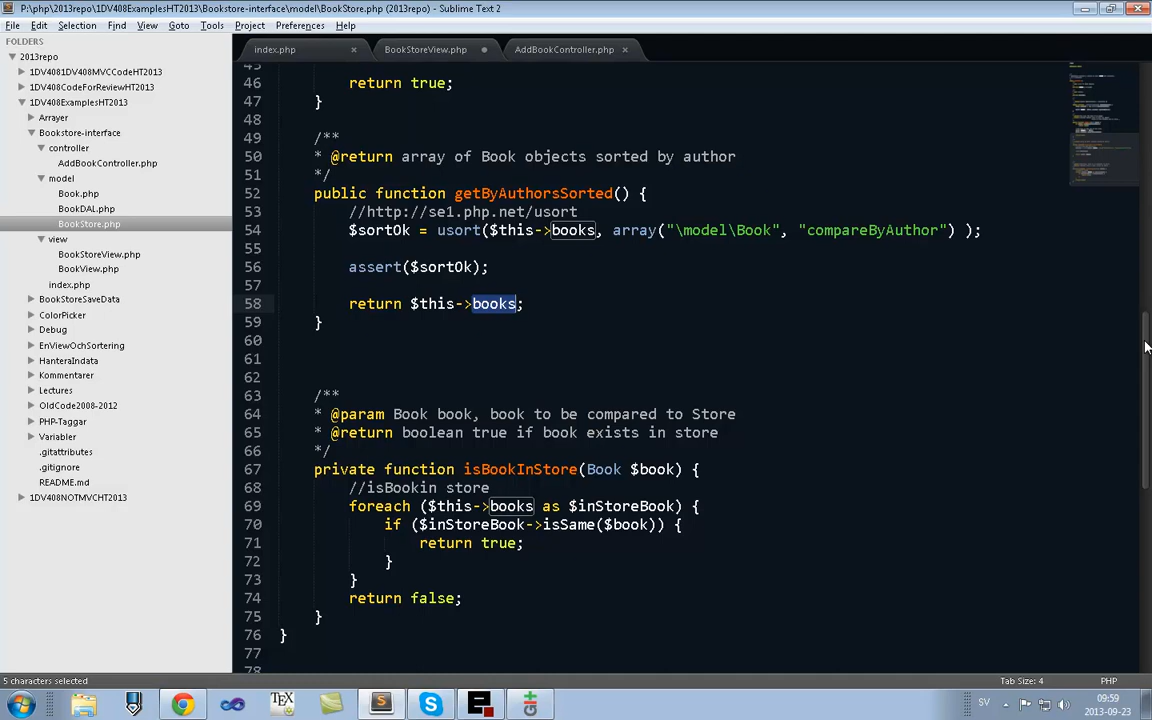 P:\php\2013repo\1DV408ExamplesHT2013\Bookstore-interface\model\BookStore.php (2013repo) - Sublime Text 2
File Edit Selection Find View Goto Tools Project Preferences Help
FOLDERS
2013repo
1DV4081DV408MVCCodeHT2013
1DV408CodeForReviewHT2013
1DV408ExamplesHT2013
Arrayer
Bookstore-interface
controller
AddBookController.php
model
Book.php
BookDAL.php
BookStore.php
view
BookStoreView.php
BookView.php
index.php
BookStoreSaveData
ColorPicker
Debug
EnViewOchSortering
HanteraIndata
Kommentarer
Lectures
OldCode2008-2012
PHP-Taggar
Variabler
.gitattributes
.gitignore
README.md
1DV408NOTMVCHT2013
index.php BookStoreView.php AddBookController.php
45
46 return true;
47 }
48
49 /**
50 * @return array of Book objects sorted by author
51 */
52 public function getByAuthorsSorted() {
53 //http://se1.php.net/usort
54 $sortOk = usort($this->books, array("\model\Book", "compareByAuthor") );
55
56 assert($sortOk);
57
58 return $this->books;
59 }
60
61
62
63 /**
64 * @param Book book, book to be compared to Store
65 * @return boolean true if book exists in store
66 */
67 private function isBookInStore(Book $book) {
68 //isBookin store
69 foreach ($this->books as $inStoreBook) {
70 if ($inStoreBook->isSame($book)) {
71 return true;
72 }
73 }
74 return false;
75 }
76 }
77
78
5 characters selected Tab Size: 4 PHP
TEX
SV
09:59
2013-09-23